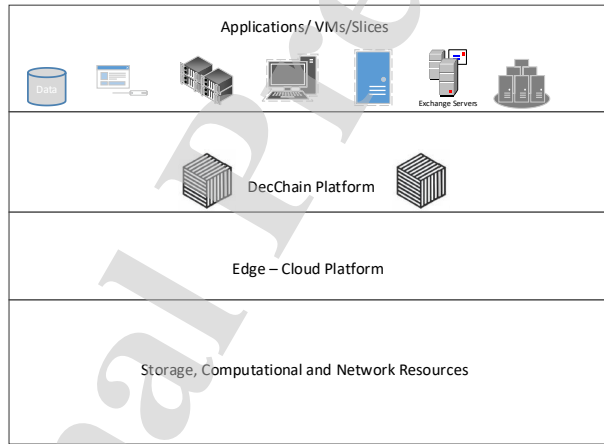 Applications/ VMs/Slices
Data
Exchange Servers
DecChain Platform
Edge – Cloud Platform
Storage, Computational and Network Resources